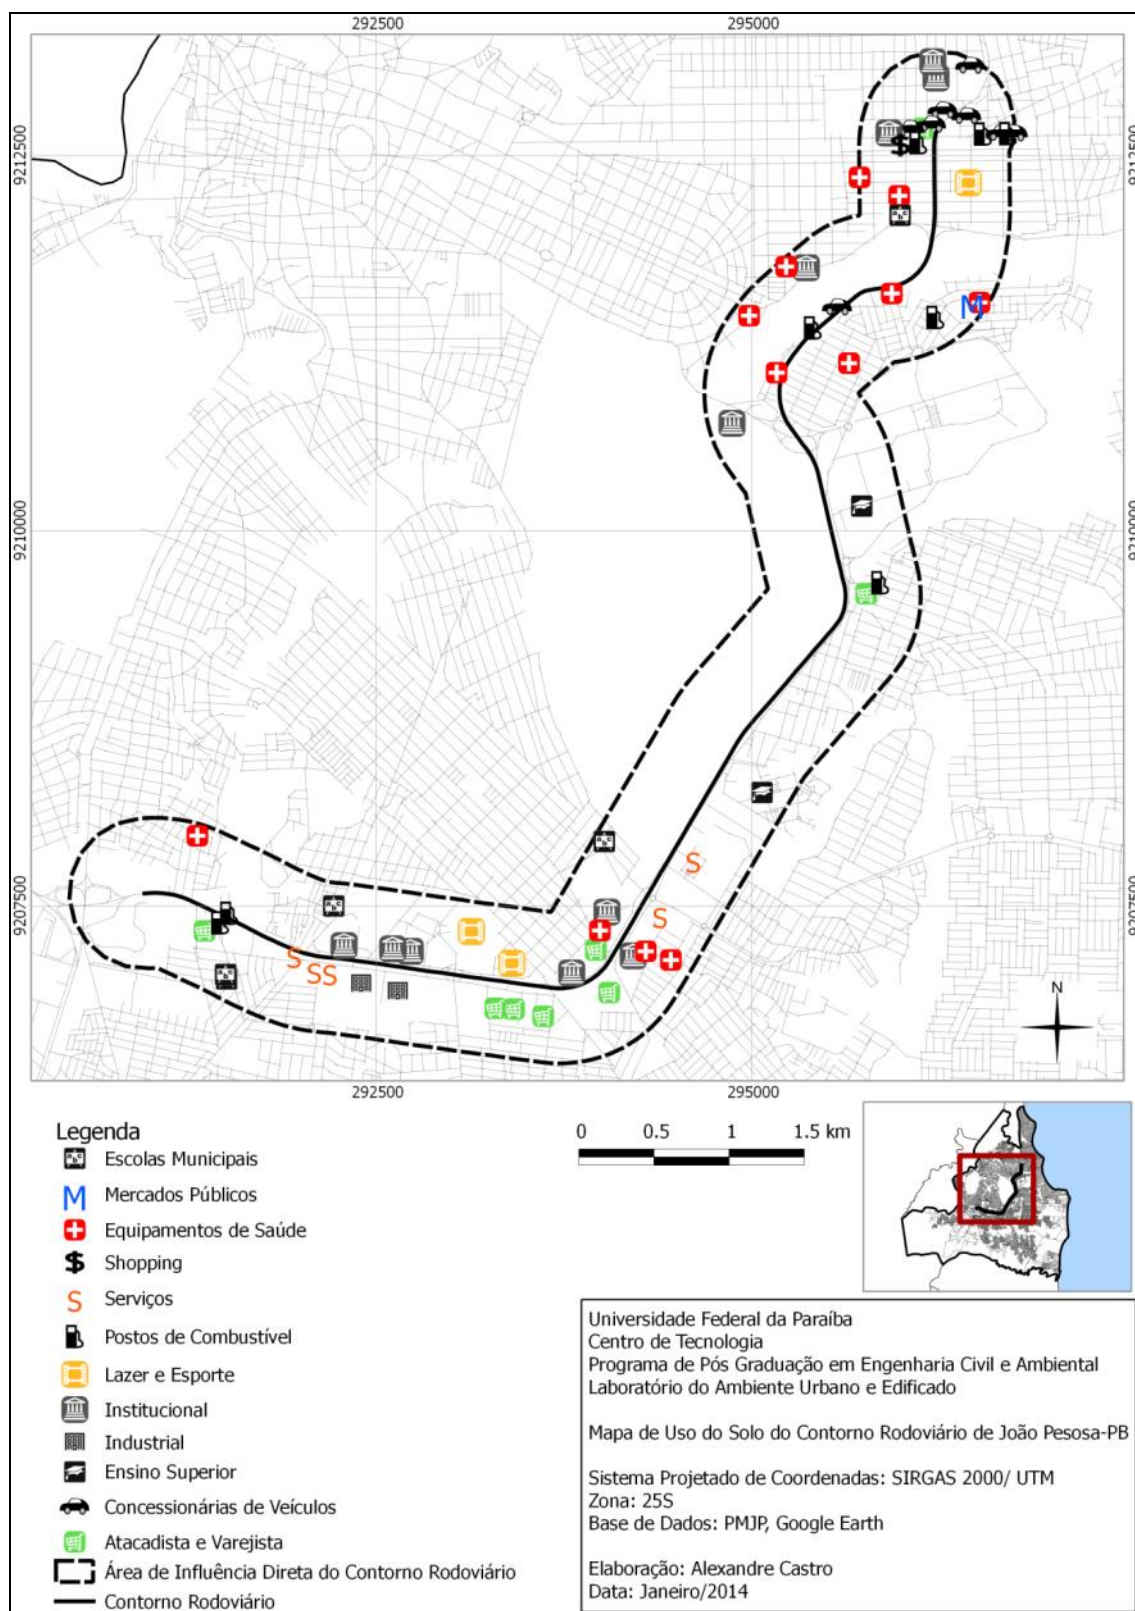 292500
295000
9212500
9212500
9210000
9210000
9207500
9207500
M
S
S
S
SS
N
292500
295000
Legenda
Escolas Municipais
M Mercados Públicos
Equipamentos de Saúde
$ Shopping
S Serviços
Postos de Combustível
Lazer e Esporte
Institucional
Industrial
Ensino Superior
Concessionárias de Veículos
Atacadista e Varejista
Área de Influência Direta do Contorno Rodoviário
Contorno Rodoviário
0 0.5 1 1.5 km
Universidade Federal da Paraíba
Centro de Tecnologia
Programa de Pós Graduação em Engenharia Civil e Ambiental
Laboratório do Ambiente Urbano e Edificado
Mapa de Uso do Solo do Contorno Rodoviário de João Pesosa-PB
Sistema Projetado de Coordenadas: SIRGAS 2000/ UTM
Zona: 25S
Base de Dados: PMJP, Google Earth
Elaboração: Alexandre Castro
Data: Janeiro/2014